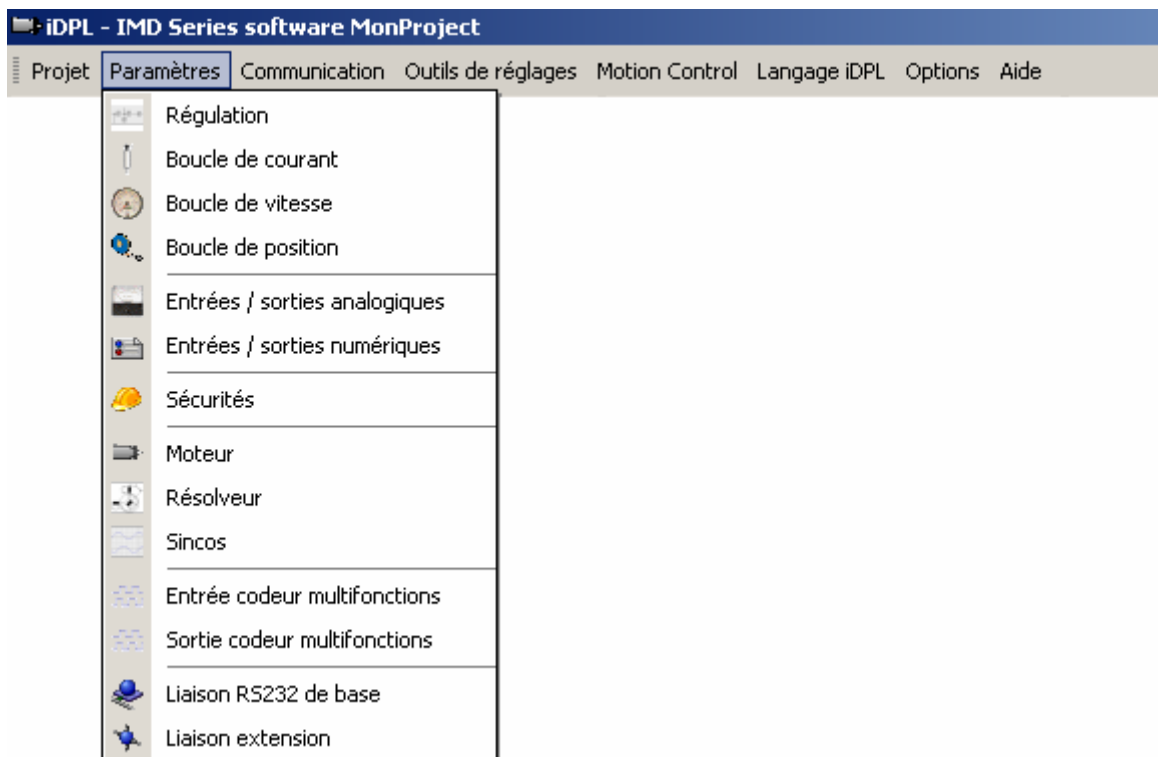 iDPL - IMD Series software MonProject
Projet Paramètres Communication Outils de réglages Motion Control Langage iDPL Options Aide
Régulation
Boucle de courant
Boucle de vitesse
Boucle de position
Entrées / sorties analogiques
Entrées / sorties numériques
Sécurités
Moteur
Résolveur
Sincos
Entrée codeur multifonctions
Sortie codeur multifonctions
Liaison RS232 de base
Liaison extension